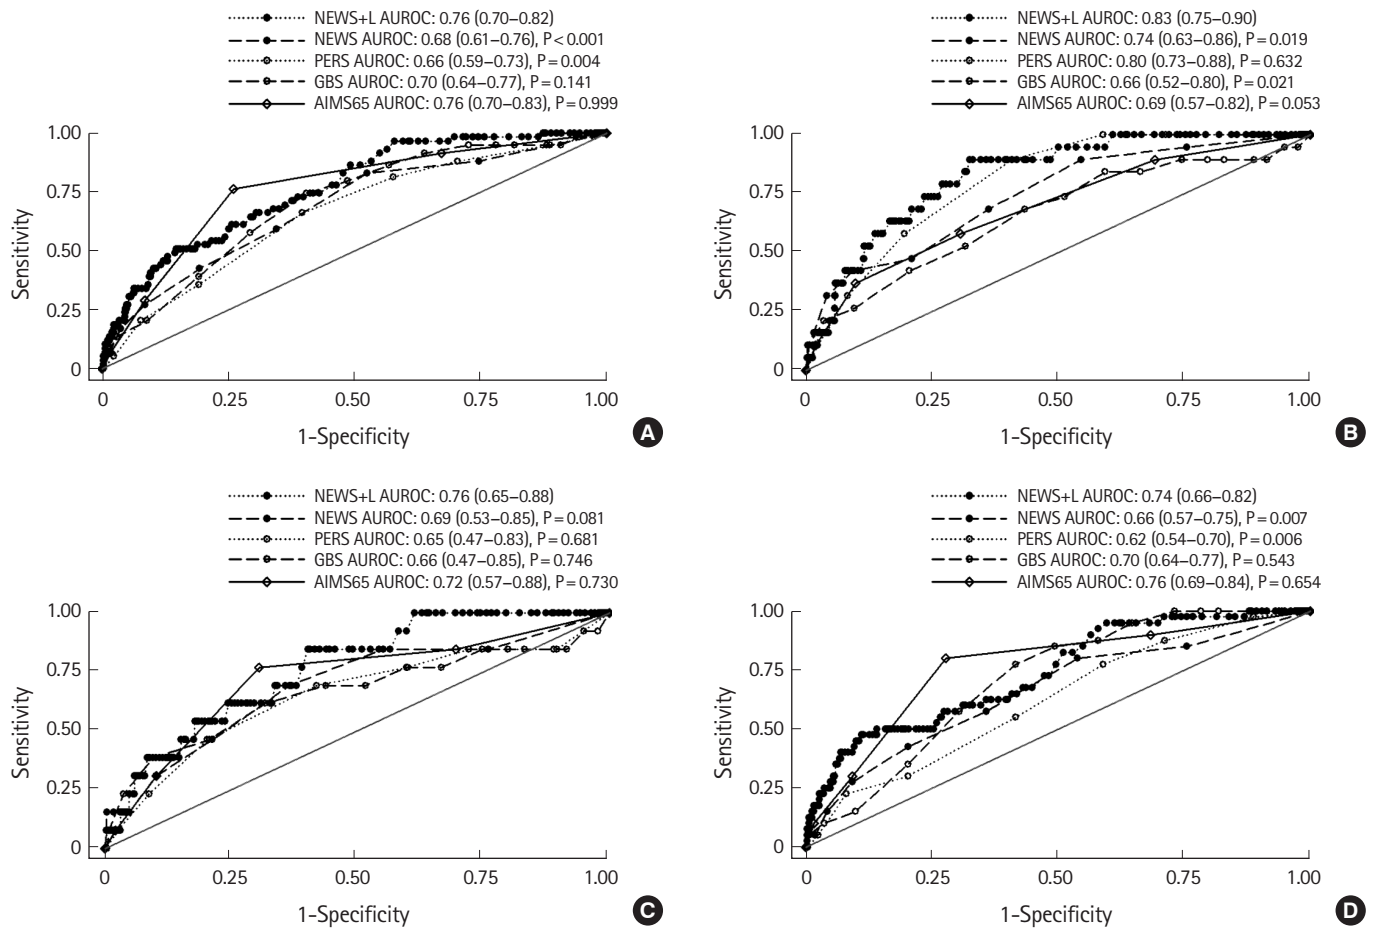 NEWS+L AUROC: 0.76 (0.70–0.82)
NEWS AUROC: 0.68 (0.61–0.76), P < 0.001
PERS AUROC: 0.66 (0.59–0.73), P = 0.004
GBS AUROC: 0.70 (0.64–0.77), P = 0.141
AIMS65 AUROC: 0.76 (0.70–0.83), P = 0.999
1.00
0.75
0.50
0.25
0
Sensitivity
0 0.25 0.50 0.75 1.00
1-Specificity
A
NEWS+L AUROC: 0.83 (0.75–0.90)
NEWS AUROC: 0.74 (0.63–0.86), P = 0.019
PERS AUROC: 0.80 (0.73–0.88), P = 0.632
GBS AUROC: 0.66 (0.52–0.80), P = 0.021
AIMS65 AUROC: 0.69 (0.57–0.82), P = 0.053
1.00
0.75
0.50
0.25
0
Sensitivity
0 0.25 0.50 0.75 1.00
1-Specificity
B
NEWS+L AUROC: 0.76 (0.65–0.88)
NEWS AUROC: 0.69 (0.53–0.85), P = 0.081
PERS AUROC: 0.65 (0.47–0.83), P = 0.681
GBS AUROC: 0.66 (0.47–0.85), P = 0.746
AIMS65 AUROC: 0.72 (0.57–0.88), P = 0.730
1.00
0.75
0.50
0.25
0
Sensitivity
0 0.25 0.50 0.75 1.00
1-Specificity
C
NEWS+L AUROC: 0.74 (0.66–0.82)
NEWS AUROC: 0.66 (0.57–0.75), P = 0.007
PERS AUROC: 0.62 (0.54–0.70), P = 0.006
GBS AUROC: 0.70 (0.64–0.77), P = 0.543
AIMS65 AUROC: 0.76 (0.69–0.84), P = 0.654
1.00
0.75
0.50
0.25
0
Sensitivity
0 0.25 0.50 0.75 1.00
1-Specificity
D